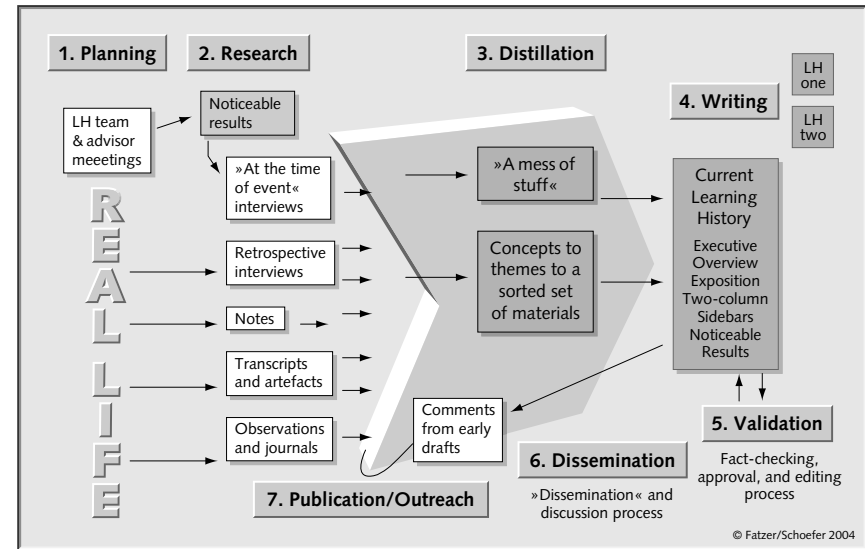 1. Planning
2. Research
3. Distillation
4. Writing
LH
one
LH
two
LH team
& advisor
meeetings
Noticeable
results
»At the time
of event«
interviews
Retrospective
interviews
Notes
Transcripts
and artefacts
Observations
and journals
REAL LIFE
»A mess of
stuff«
Concepts to
themes to a
sorted set
of materials
Current
Learning
History
Executive
Overview
Exposition
Two-column
Sidebars
Noticeable
Results
Comments
from early
drafts
5. Validation
Fact-checking,
approval, and editing
process
6. Dissemination
»Dissemination« and
discussion process
7. Publication/Outreach
© Fatzer/Schoefer 2004